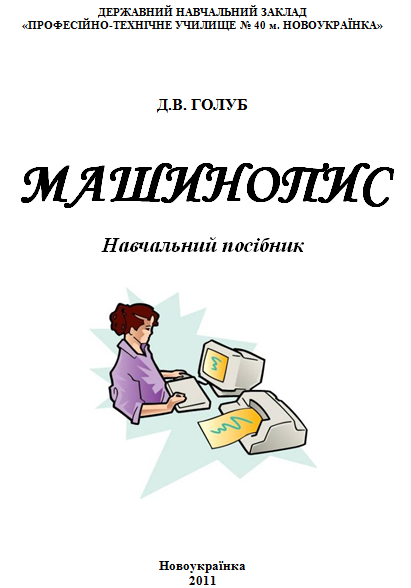 ДЕРЖАВНИЙ НАВЧАЛЬНИЙ ЗАКЛАД
«ПРОФЕСІЙНО-ТЕХНІЧНЕ УЧИЛИЩЕ № 40 м. НОВОУКРАЇНКА»
Д.В. ГОЛУБ
МАШИНОПИС
Навчальний посібник
Новоукраїнка
2011